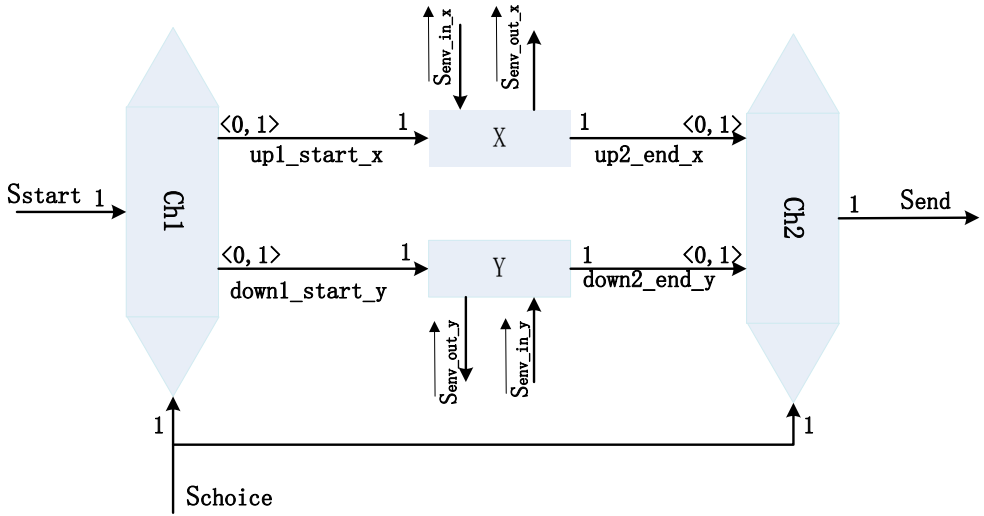 Senv_in_x
Senv_out_x
<0, 1>
1
X
1
<0, 1>
up1_start_x
up2_end_x
Sstart 1
Ch1
Ch2
1
Send
<0, 1>
1
Y
1
<0, 1>
down1_start_y
down2_end_y
Senv_out_y
Senv_in_y
1
1
Schoice